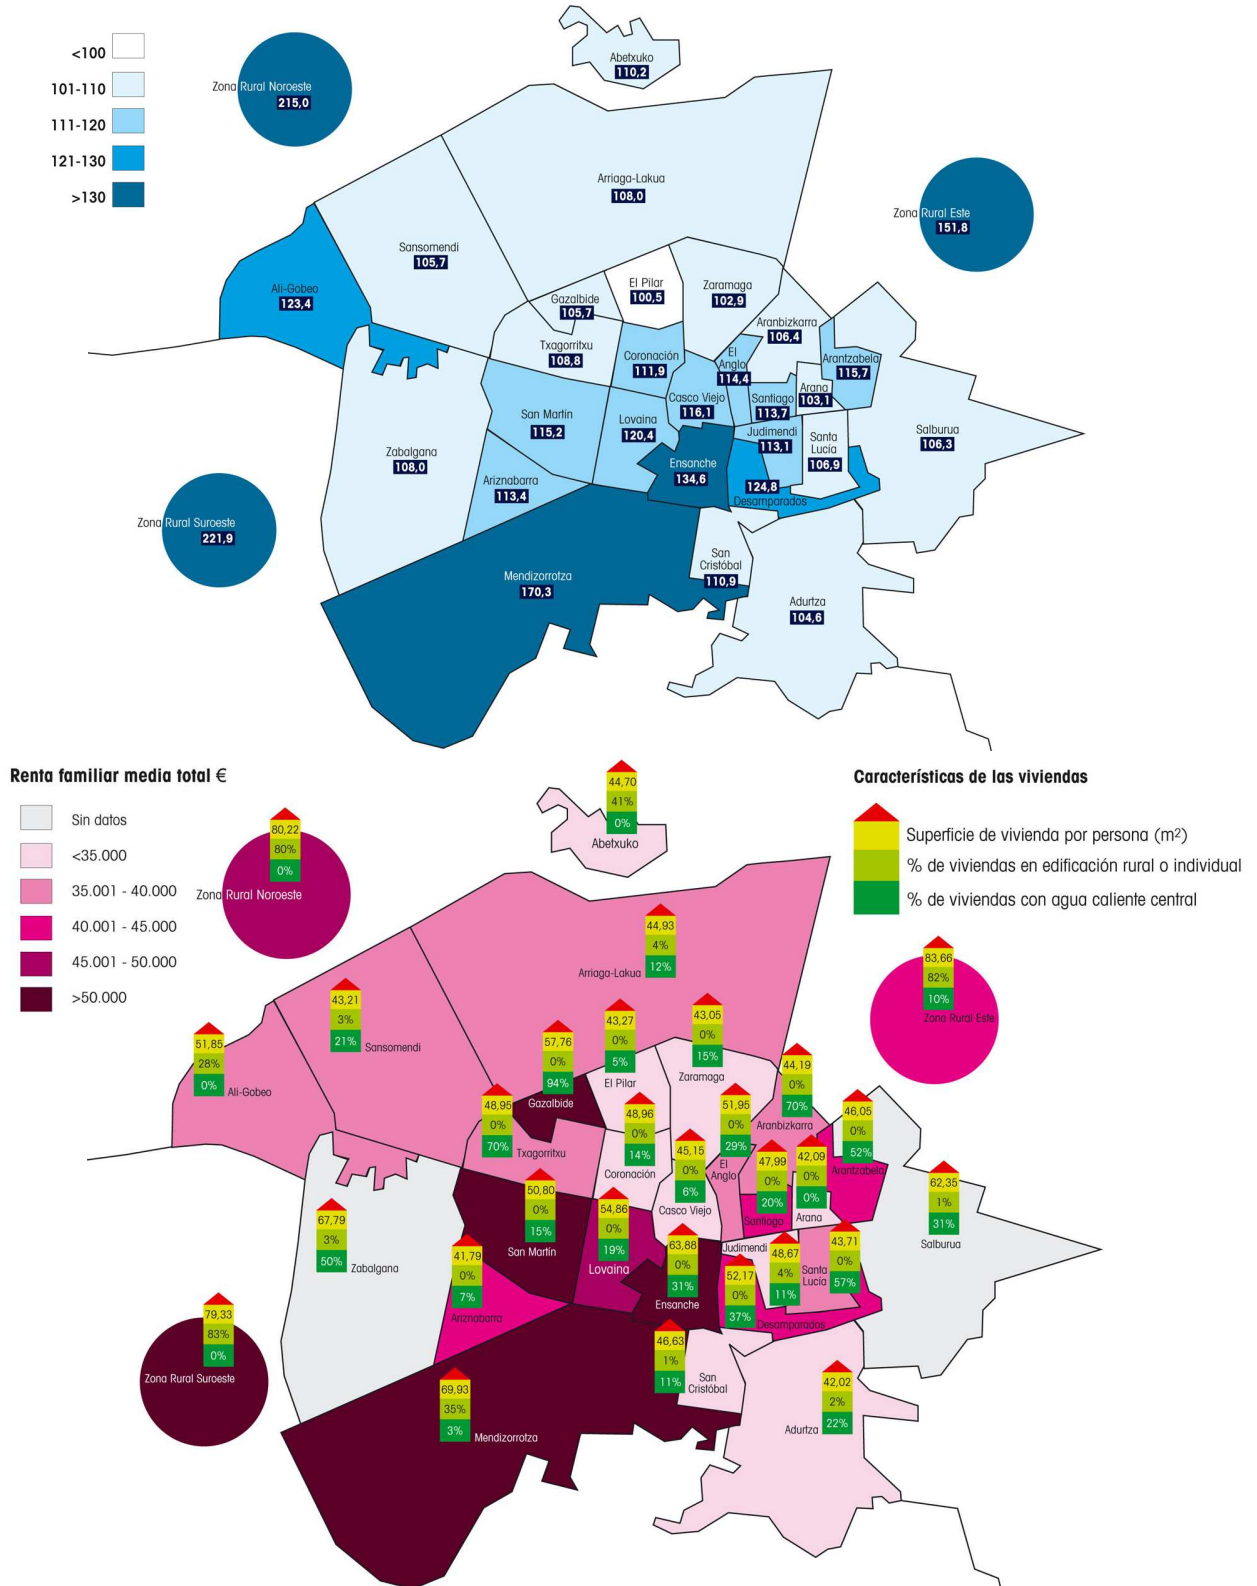 <100
101-110
111-120
121-130
>130
Zona Rural Noroeste
215,0
Abetxuko
110,2
Arriaga-Lakua
108,0
Zona Rural Este
151,8
Sansomendi
105,7
Ali-Gobeo
123,4
Gazalbide
105,7
El Pilar
100,5
Zaramaga
102,9
Aranbizkarra
106,4
Txagorritxu
108,8
Coronación
111,9
El
Anglo
114,4
Arantzabela
115,7
Arana
103,1
Casco Viejo
116,1
Santiago
113,7
San Martín
115,2
Lovaina
120,4
Judimendi
113,1
Santa
Lucía
106,9
Salburua
106,3
Zabalgana
108,0
Ensanche
134,6
Ariznabarra
113,4
124,8
Desamparados
Zona Rural Suroeste
221,9
San
Cristóbal
110,9
Mendizorrotza
170,3
Adurtza
104,6
Renta familiar media total €
Sin datos
<35.000
35.001 - 40.000
40.001 - 45.000
45.001 - 50.000
>50.000
Características de las viviendas
Superficie de vivienda por persona (m²)
% de viviendas en edificación rural o individual
% de viviendas con agua caliente central
80,22
80%
0%
Zona Rural Noroeste
44,70
41%
0%
Abetxuko
44,93
4%
12%
Arriaga-Lakua
83,66
82%
10%
Zona Rural Este
43,21
3%
21%
Sansomendi
51,85
28%
0%
Ali-Gobeo
57,76
0%
94%
Gazalbide
43,27
0%
5%
El Pilar
43,05
0%
15%
Zaramaga
44,19
0%
70%
Aranbizkarra
48,95
0%
70%
Txagorritxu
48,96
0%
14%
Coronación
51,95
0%
29%
El
Anglo
46,05
0%
52%
Arantzabela
45,15
0%
6%
Casco Viejo
47,99
0%
20%
Santiago
42,09
0%
0%
Arana
62,35
1%
31%
Salburua
50,80
0%
15%
San Martín
54,86
0%
19%
Lovaina
67,79
3%
50%
Zabalgana
63,88
0%
31%
Ensanche
Judimendi
48,67
4%
11%
Santa
Lucía
43,71
0%
57%
41,79
0%
7%
Ariznabarra
52,17
0%
37%
Desamparados
79,33
83%
0%
Zona Rural Suroeste
46,63
1%
11%
San
Cristóbal
69,93
35%
3%
Mendizorrotza
42,02
2%
22%
Adurtza